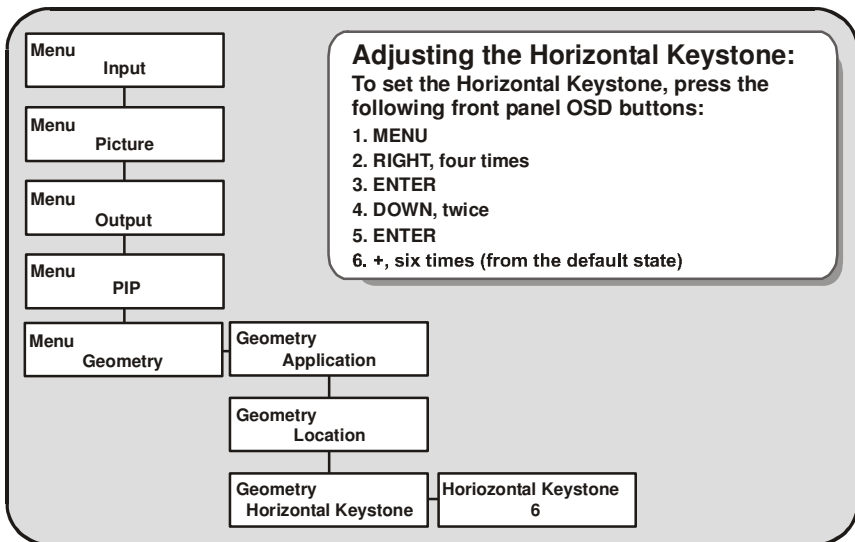 Menu
Input
Menu
Picture
Menu
Output
Menu
PIP
Menu
Geometry
Geometry
Application
Geometry
Location
Geometry
Horizontal Keystone
Horiozontal Keystone
6
Adjusting the Horizontal Keystone:
To set the Horizontal Keystone, press the
following front panel OSD buttons:
1. MENU
2. RIGHT, four times
3. ENTER
4. DOWN, twice
5. ENTER
6. +, six times (from the default state)